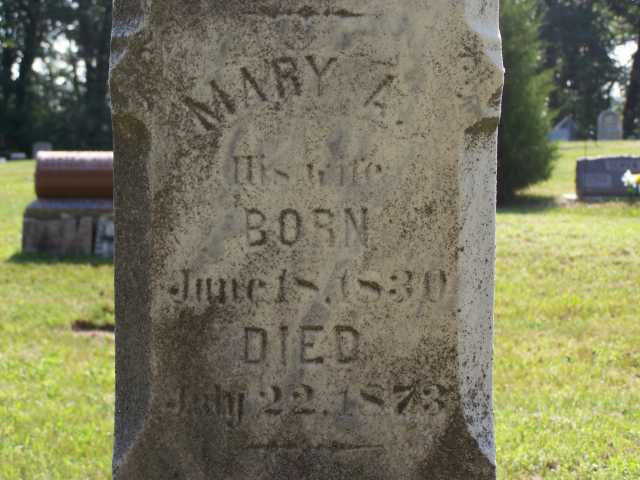 MARY A.
His wife
BORN
June 18, 1830
DIED
July 22, 1873